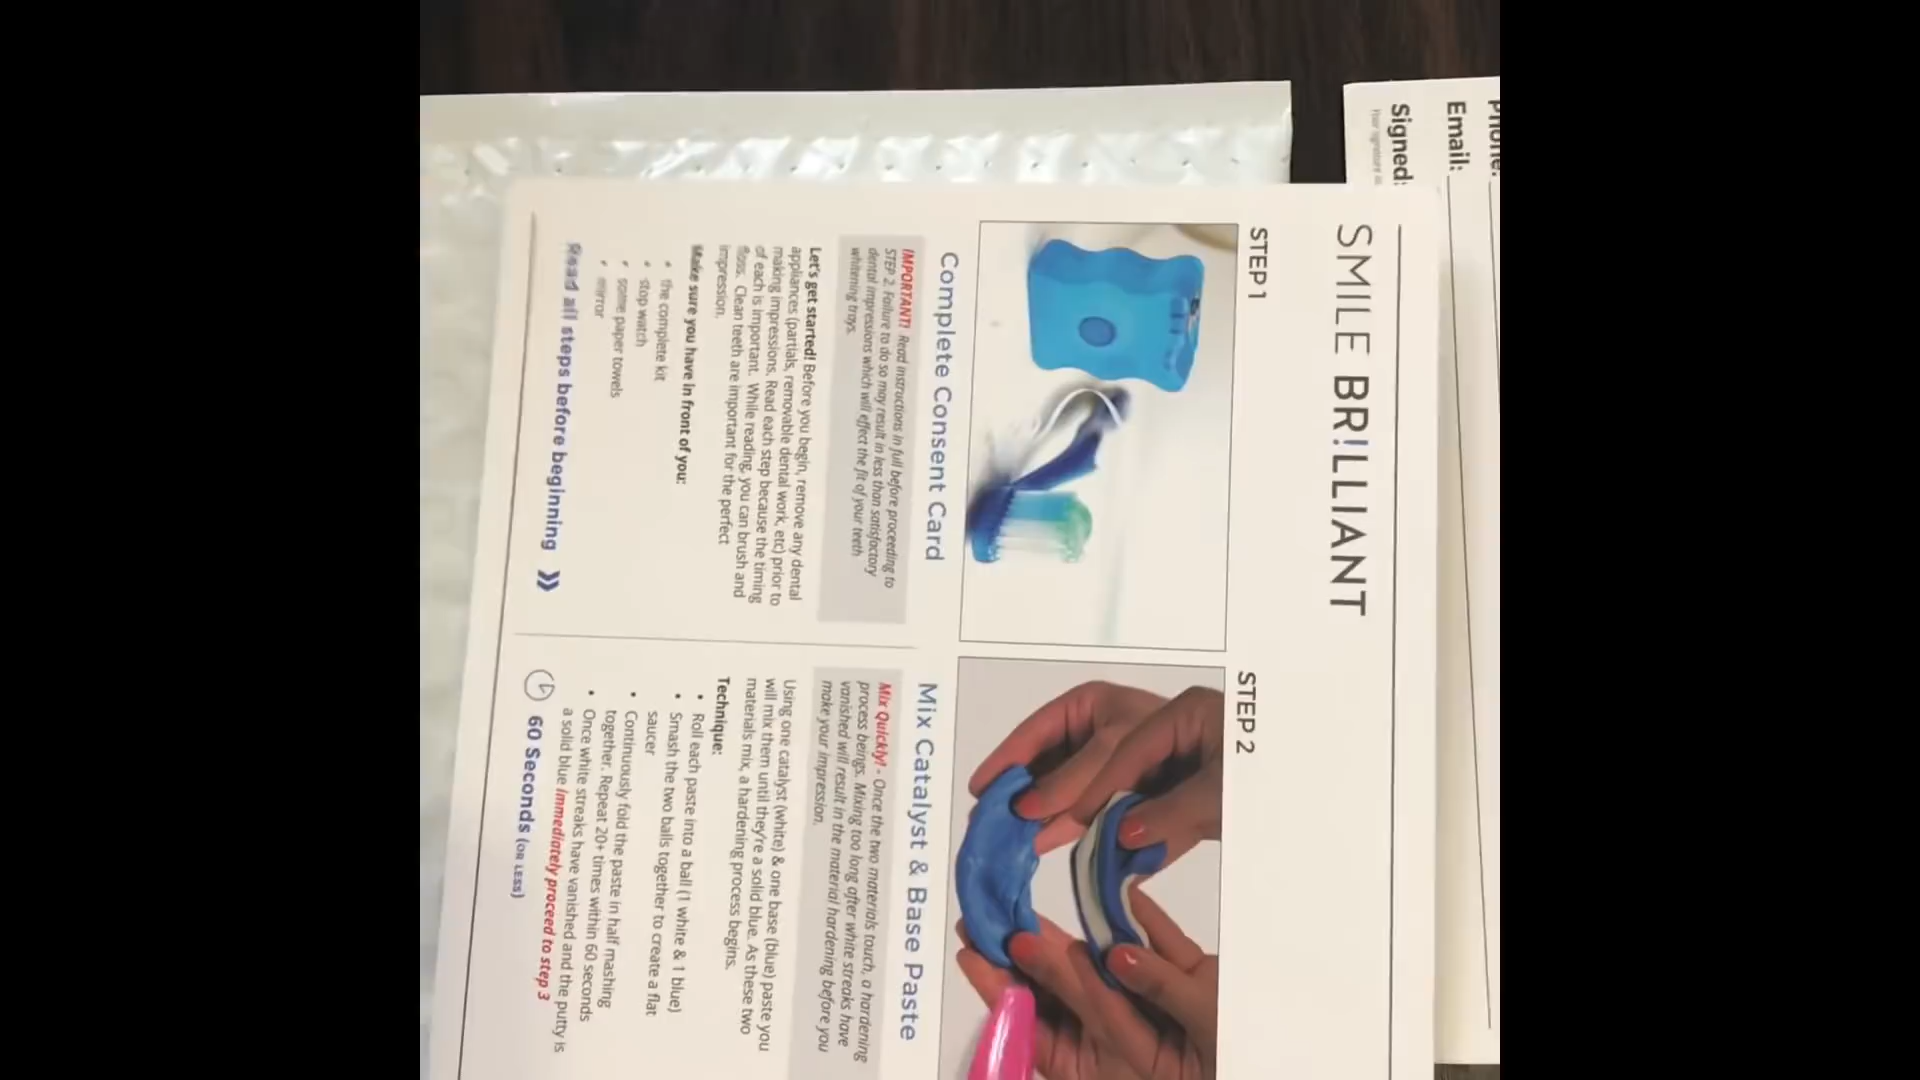 Phone:
Email:
Signed:
SMILE BR!LLIANT
STEP 1
Complete Consent Card
IMPORTANT! Read instructions in full before proceeding to
STEP 2. Failure to do so may result in less than satisfactory
dental impressions which will effect the fit of your teeth
whitening trays.
Let's get started! Before you begin, remove any dental
appliances (partials, removable dental work, etc) prior to
making impressions. Read each step because the timing
of each is important. While reading, you can brush and
floss. Clean teeth are important for the perfect
impression.
Make sure you have in front of you:
• the complete kit
• stop watch
• some paper towels
• mirror
Read all steps before beginning »
STEP 2
Mix Catalyst & Base Paste
Mix Quickly! - Once the two materials touch, a hardening
process beings. Mixing too long after white streaks have
vanished will result in the material hardening before you
make your impression.
Using one catalyst (white) & one base (blue) paste you
will mix them until they're a solid blue. As these two
materials mix, a hardening process begins.
Technique:
• Roll each paste into a ball (1 white & 1 blue)
• Smash the two balls together to create a flat
saucer
• Continuously fold the paste in half mashing
together. Repeat 20+ times within 60 seconds
• Once white streaks have vanished and the putty is
a solid blue immediately proceed to step 3
60 Seconds (OR LESS)